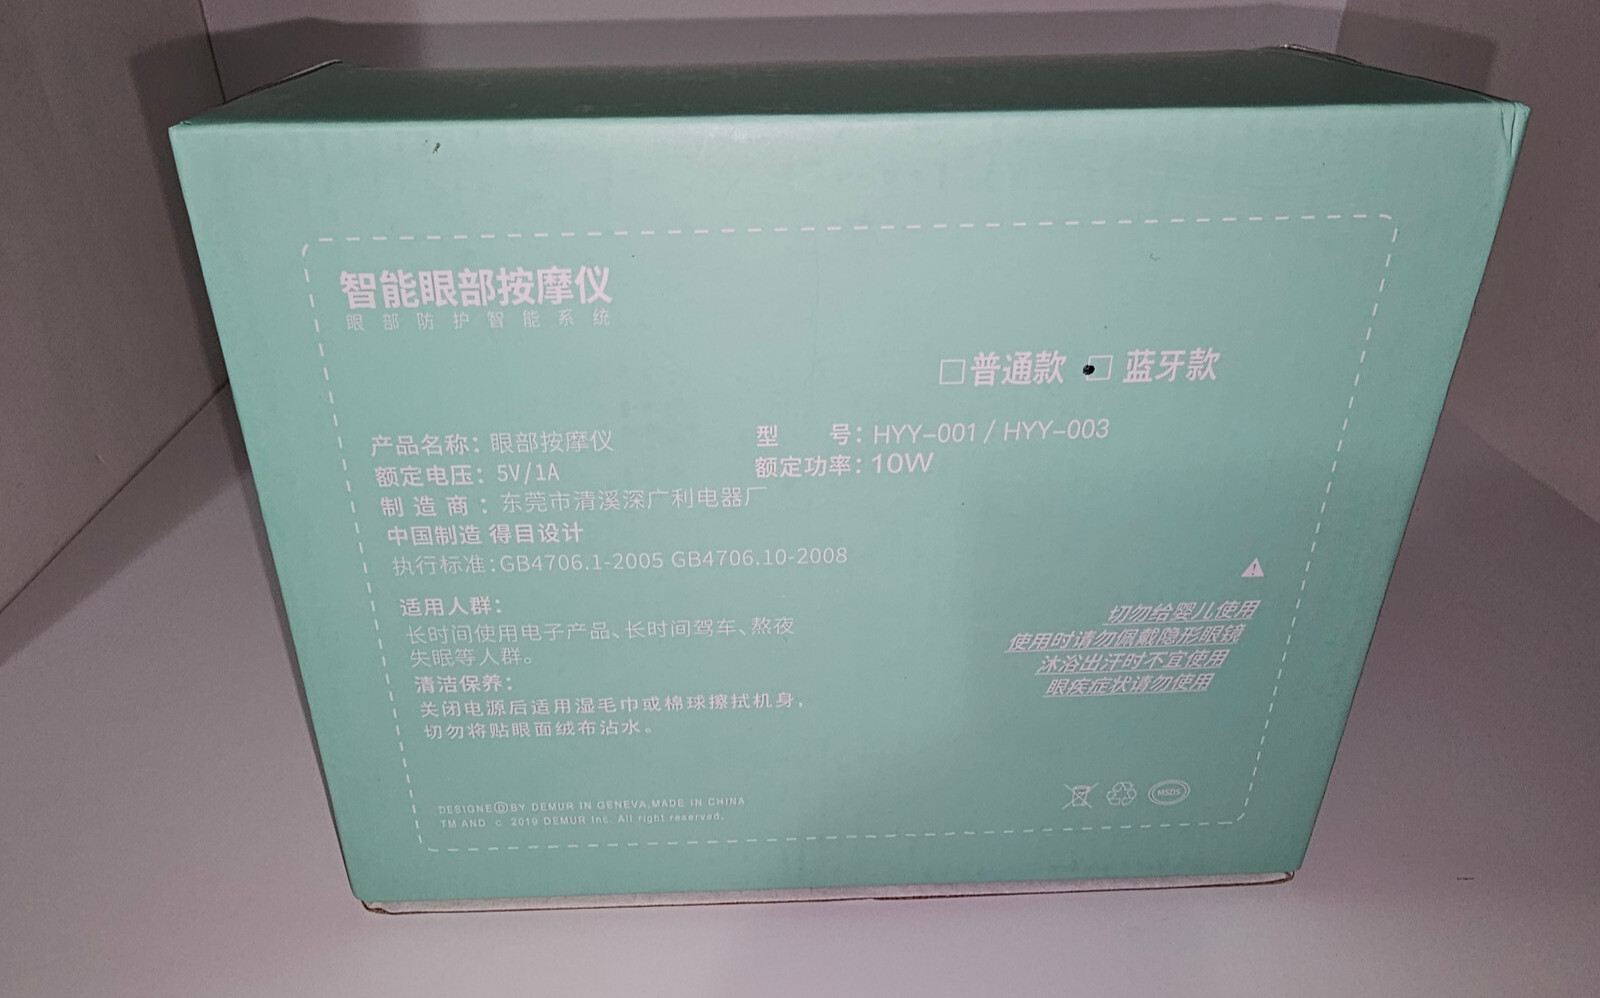 智能眼部按摩仪
眼部防护智能系统
□普通款 □ 蓝牙款
产品名称：眼部按摩仪 型 号：HYY-001 / HYY-003
额定电压：5V/1A 额定功率：10W
制造商：东莞市清溪深广利电器厂
中国制造 得目设计
执行标准：GB4706.1-2005 GB4706.10-2008
适用人群：
长时间使用电子产品、长时间驾车、熬夜
失眠等人群。
清洁保养：
关闭电源后适用湿毛巾或棉球擦拭机身，
切勿将贴眼面绒布沾水。
切勿给婴儿使用
使用时请勿佩戴隐形眼镜
沐浴出汗时不宜使用
眼疾症状请勿使用
DESIGNEⒹBY DEMUR IN GENEVA,MADE IN CHINA
TM AND c 2019 DEMUR Inc. All right reserved.
MSDS